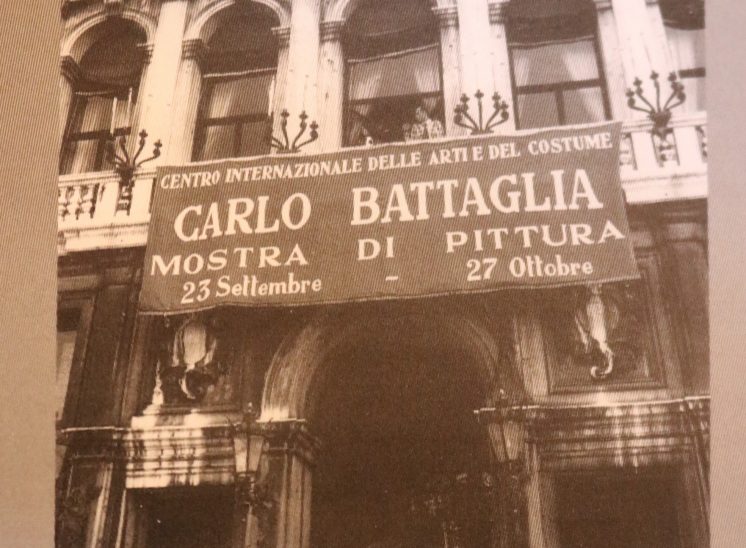 CENTRO INTERNAZIONALE DELLE ARTI E DEL COSTUME
CARLO BATTAGLIA
MOSTRA DI PITTURA
23 Settembre - 27 Ottobre